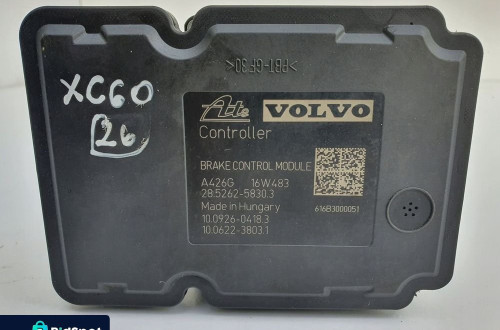 >PBT-GF30<
XC60
26
Ate VOLVO
Controller
BRAKE CONTROL MODULE
A426G 16W483
28.5262-5830.3
Made in Hungary
10.0926-0418.3
10.0622-3803.1
616B3000051
BidSpot